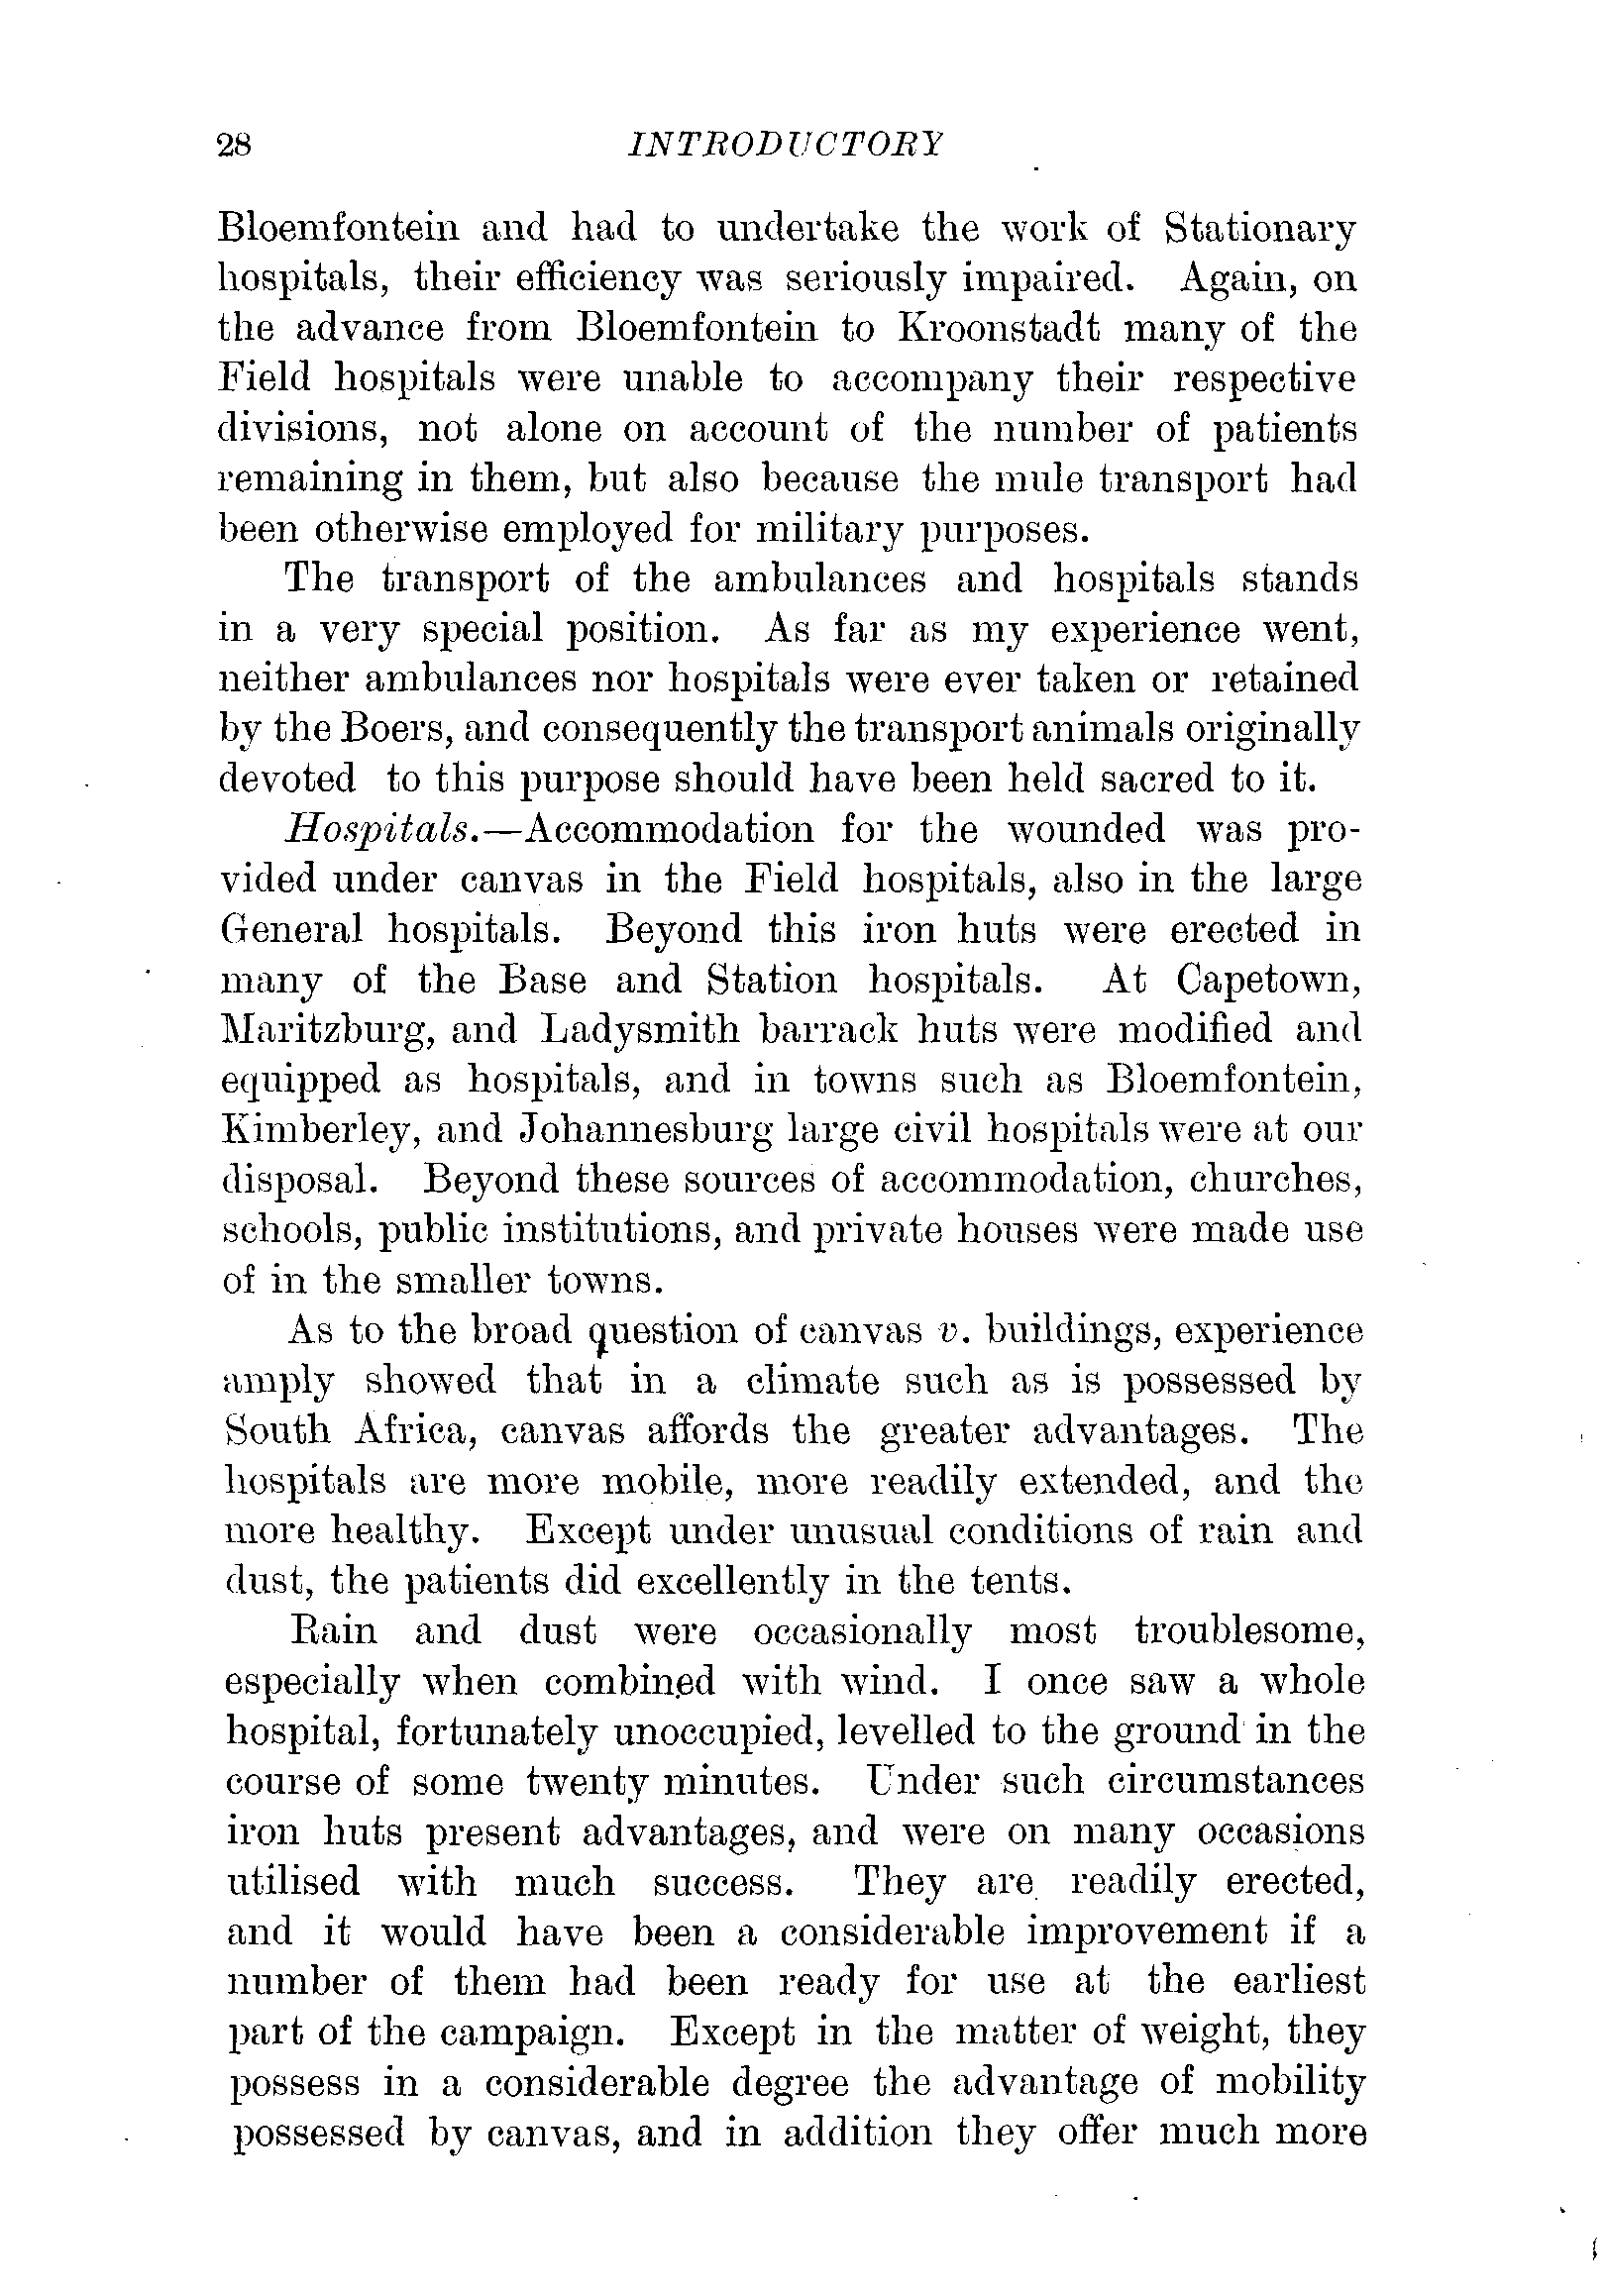 28 INTRODUCTORY
Bloemfontein and had to undertake the work of Stationary
hospitals, their efficiency was seriously impaired. Again, on
the advance from Bloemfontein to Kroonstadt many of the
Field hospitals were unable to accompany their respective
divisions, not alone on account of the number of patients
remaining in them, but also because the mule transport had
been otherwise employed for military purposes.
The transport of the ambulances and hospitals stands
in a very special position. As far as my experience went,
neither ambulances nor hospitals were ever taken or retained
by the Boers, and consequently the transport animals originally
devoted to this purpose should have been held sacred to it.
Hospitals.—Accommodation for the wounded was pro-
vided under canvas in the Field hospitals, also in the large
General hospitals. Beyond this iron huts were erected in
many of the Base and Station hospitals. At Capetown,
Maritzburg, and Ladysmith barrack huts were modified and
equipped as hospitals, and in towns such as Bloemfontein,
Kimberley, and Johannesburg large civil hospitals were at our
disposal. Beyond these sources of accommodation, churches,
schools, public institutions, and private houses were made use
of in the smaller towns.
As to the broad question of canvas v. buildings, experience
amply showed that in a climate such as is possessed by
South Africa, canvas affords the greater advantages. The
hospitals are more mobile, more readily extended, and the
more healthy. Except under unusual conditions of rain and
dust, the patients did excellently in the tents.
Rain and dust were occasionally most troublesome,
especially when combined with wind. I once saw a whole
hospital, fortunately unoccupied, levelled to the ground in the
course of some twenty minutes. Under such circumstances
iron huts present advantages, and were on many occasions
utilised with much success. They are readily erected,
and it would have been a considerable improvement if a
number of them had been ready for use at the earliest
part of the campaign. Except in the matter of weight, they
possess in a considerable degree the advantage of mobility
possessed by canvas, and in addition they offer much more